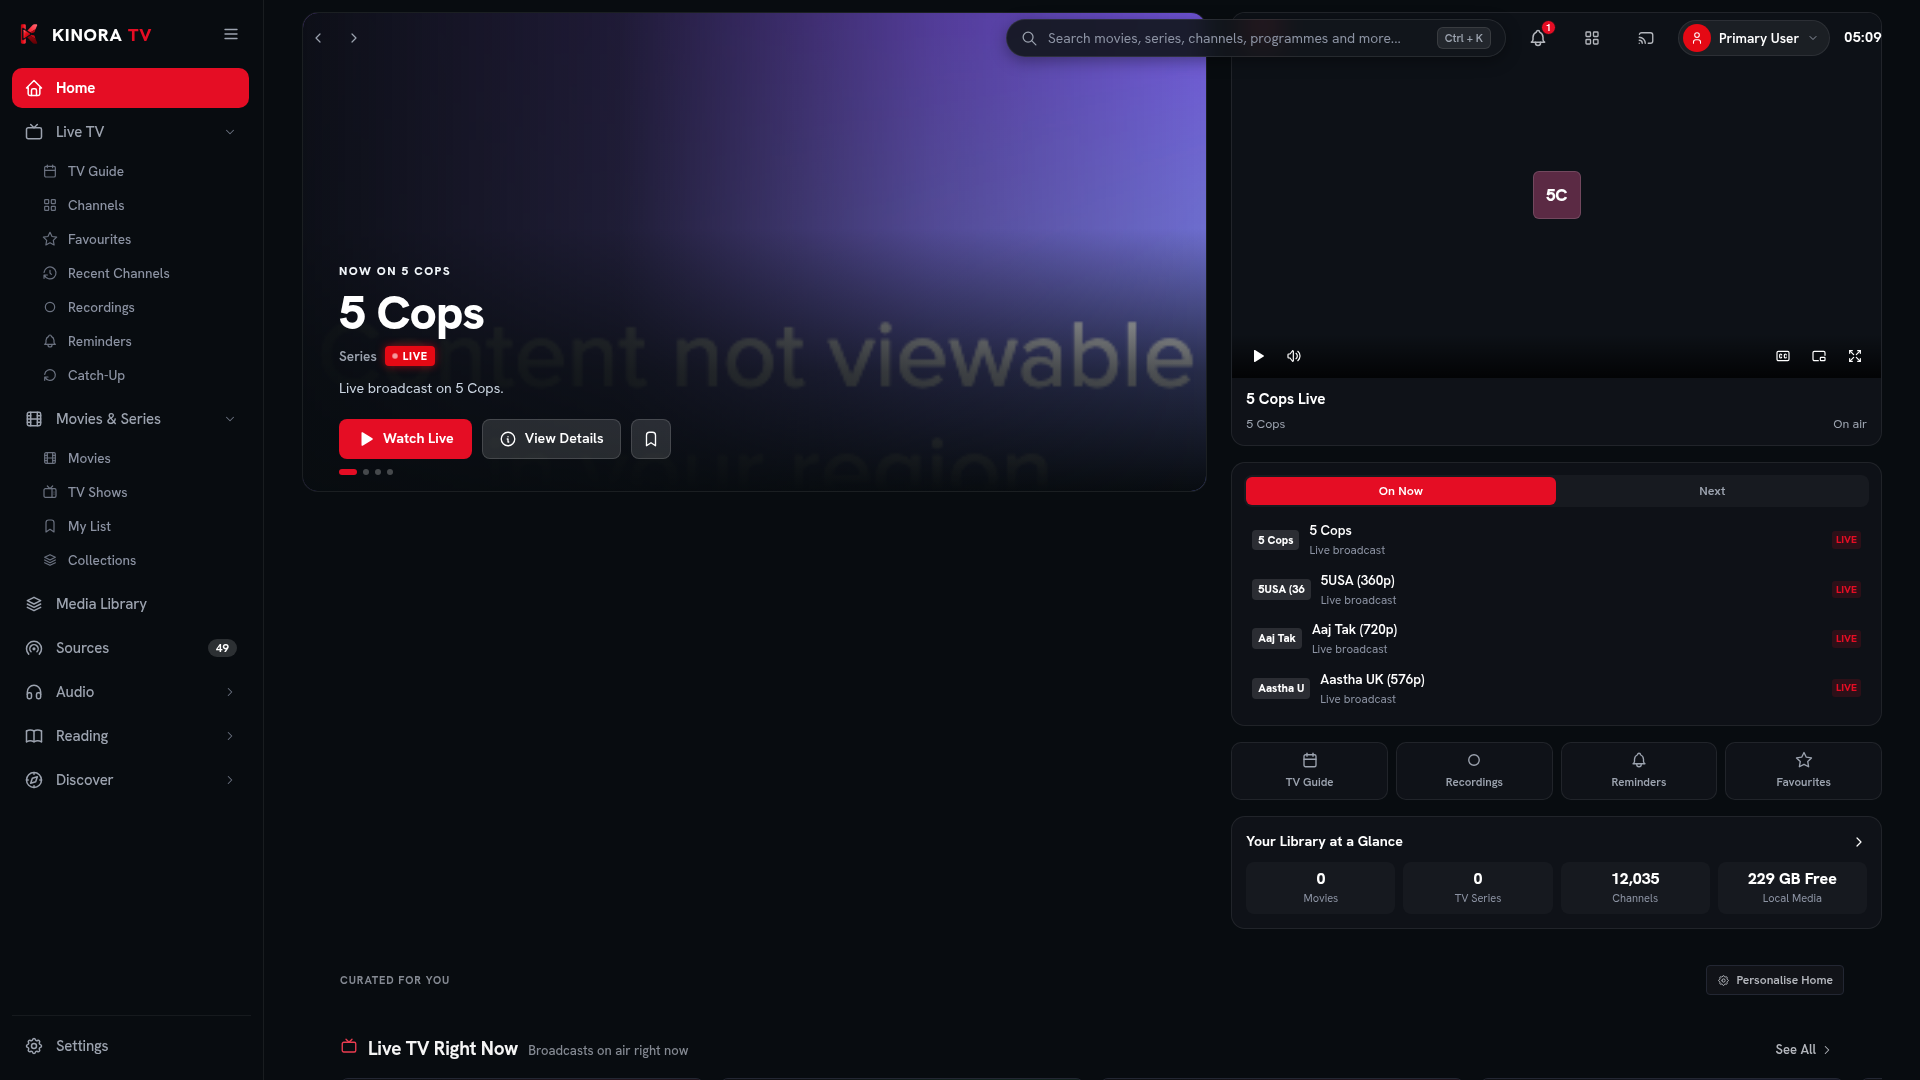 KINORA TV
Home
Live TV
TV Guide
Channels
Favourites
Recent Channels
Recordings
Reminders
Catch-Up
Movies & Series
Movies
TV Shows
My List
Collections
Media Library
Sources 49
Audio
Reading
Discover
Settings
Search movies, series, channels, programmes and more...
Ctrl + K
1
Primary User
05:09
NOW ON 5 COPS
5 Cops
Series LIVE
Live broadcast on 5 Cops.
Watch Live
View Details
Content not viewable
in your region
5C
5 Cops Live
5 Cops On air
On Now Next
5 Cops 5 Cops
Live broadcast
LIVE
5USA (36 5USA (360p)
Live broadcast
LIVE
Aaj Tak Aaj Tak (720p)
Live broadcast
LIVE
Aastha U Aastha UK (576p)
Live broadcast
LIVE
TV Guide
Recordings
Reminders
Favourites
Your Library at a Glance
0
Movies
0
TV Series
12,035
Channels
229 GB Free
Local Media
CURATED FOR YOU
Personalise Home
Live TV Right Now Broadcasts on air right now
See All